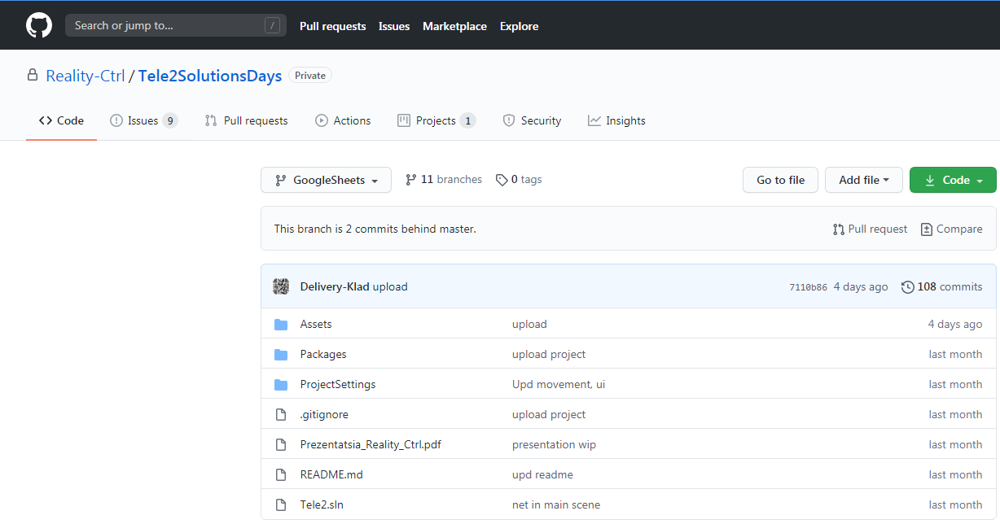 Search or jump to... /
Pull requests Issues Marketplace Explore
Reality-Ctrl / Tele2SolutionsDays Private
Code Issues 9 Pull requests Actions Projects 1 Security Insights
GoogleSheets 11 branches 0 tags Go to file Add file Code
This branch is 2 commits behind master. Pull request Compare
Delivery-Klad upload 7110b86 4 days ago 108 commits
Assets upload 4 days ago
Packages upload project last month
ProjectSettings Upd movement, ui last month
.gitignore upload project last month
Prezentatsia_Reality_Ctrl.pdf presentation wip last month
README.md upd readme last month
Tele2.sln net in main scene last month